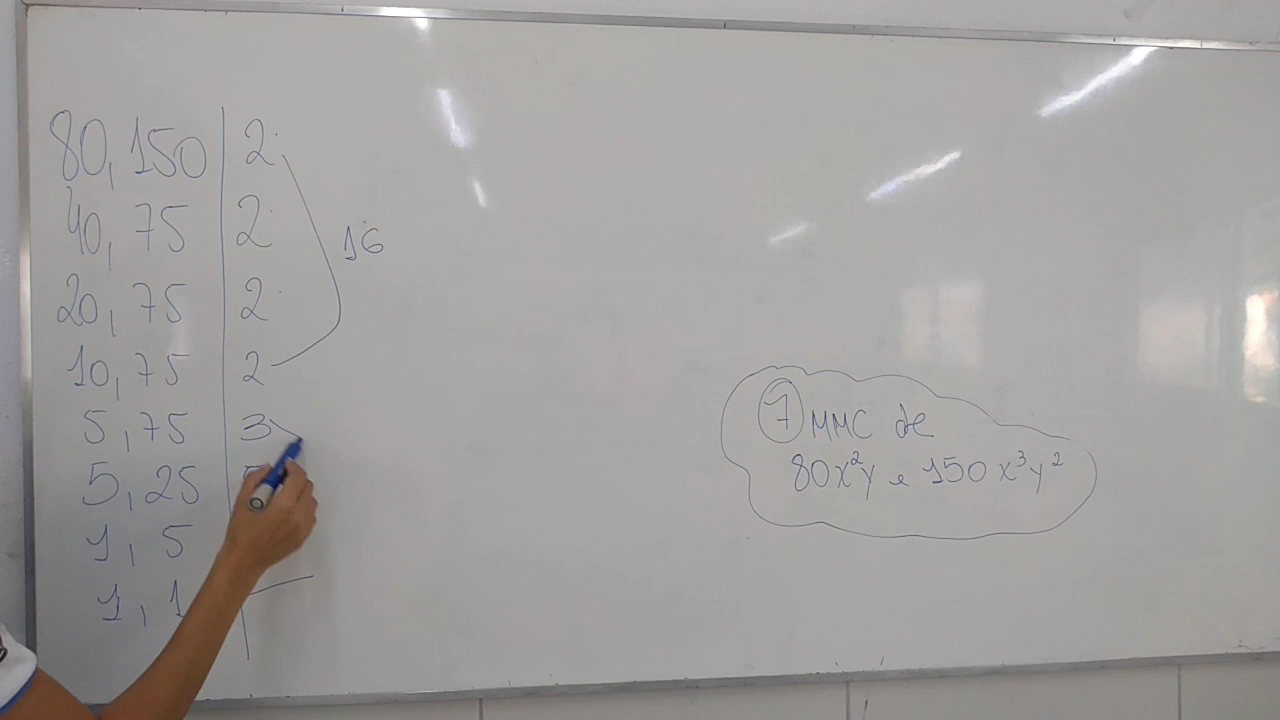 80, 150 | 2
40, 75 | 2
20, 75 | 2
10, 75 | 2
5, 75 | 3
5, 25
1, 5
1, 1
16
7 MMC de
80x²y e 150x³y²